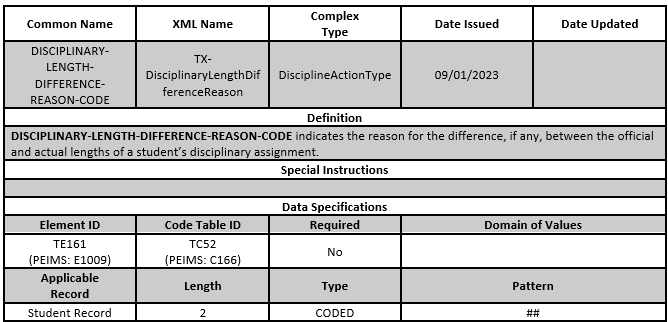 Common Name XML Name Complex Type Date Issued Date Updated
DISCIPLINARY-
LENGTH-
DIFFERENCE-
REASON-CODE
TX-
DisciplinaryLengthDif
ferenceReason
DisciplineActionType
09/01/2023
Definition
DISCIPLINARY-LENGTH-DIFFERENCE-REASON-CODE indicates the reason for the difference, if any, between the official
and actual lengths of a student’s disciplinary assignment.
Special Instructions
Data Specifications
Element ID Code Table ID Required Domain of Values
TE161
(PEIMS: E1009)
TC52
(PEIMS: C166)
No
Applicable
Record
Length Type Pattern
Student Record 2 CODED ##